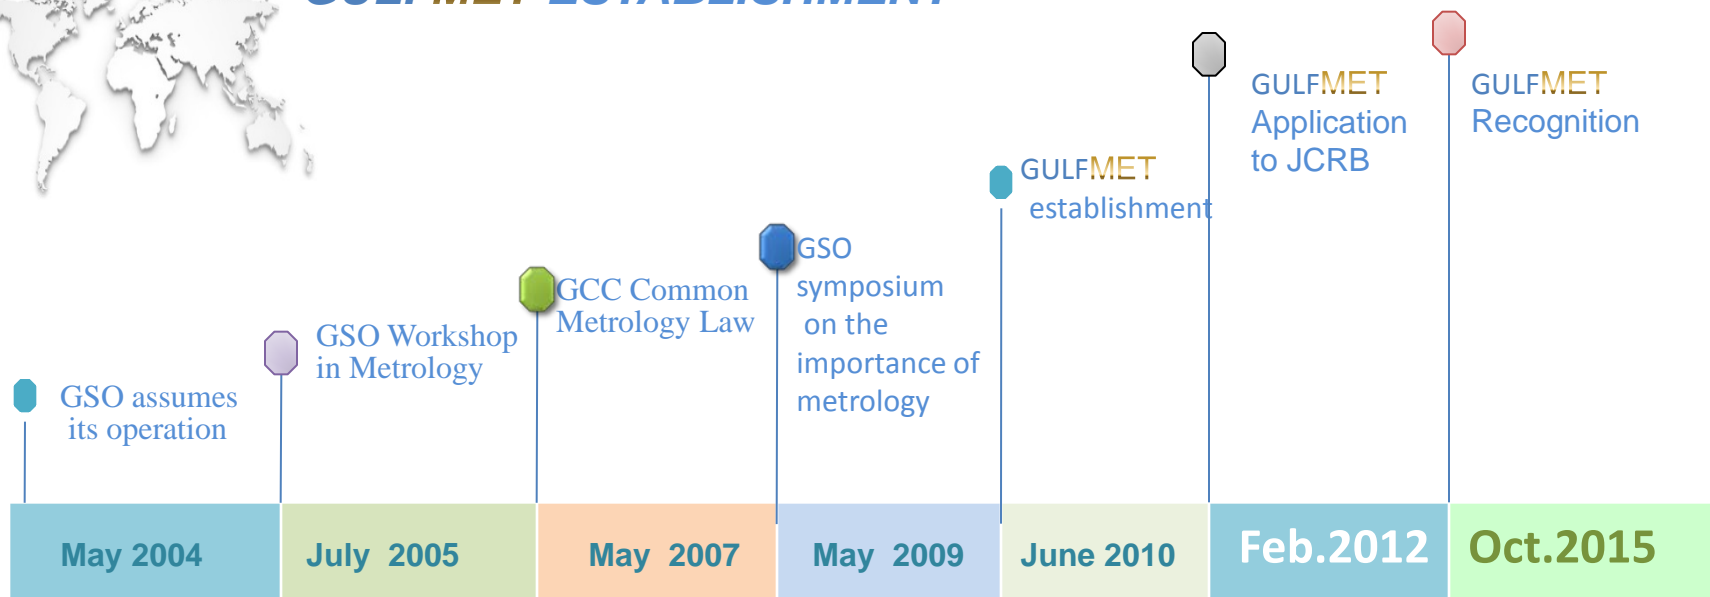 GULFMET ESTABLISHMENT
GULFMET
Application
to JCRB
GULFMET
Recognition
GULFMET
establishment
GSO
symposium
on the
importance of
metrology
GCC Common
Metrology Law
GSO Workshop
in Metrology
GSO assumes
its operation
May 2004
July 2005
May 2007
May 2009
June 2010
Feb.2012
Oct.2015